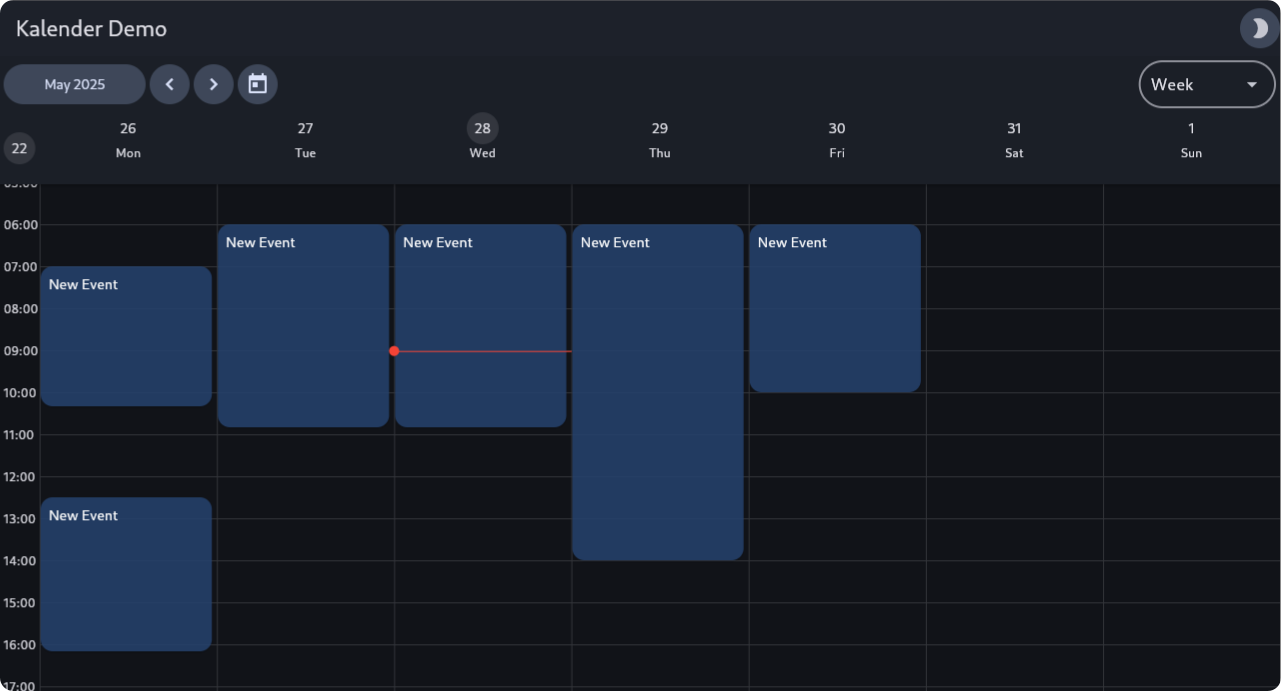 Kalender Demo
May 2025
Week
22
26 27 28 29 30 31 1
Mon Tue Wed Thu Fri Sat Sun
05:00
06:00
New Event New Event New Event New Event
07:00
New Event
08:00
09:00
10:00
11:00
12:00
13:00
New Event
14:00
15:00
16:00
17:00